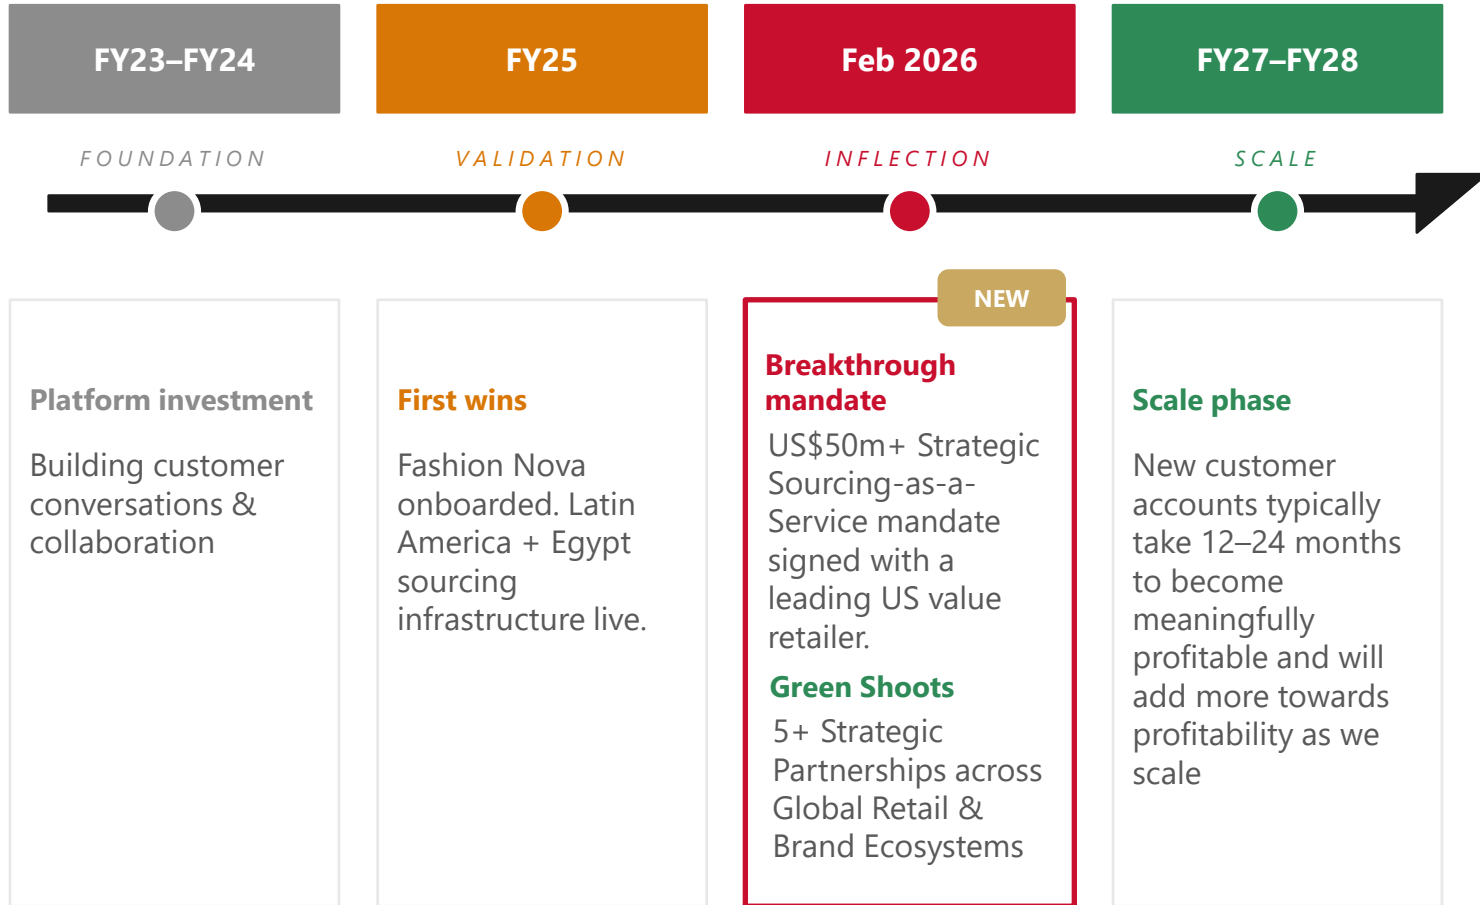 FY23–FY24
FY25
Feb 2026
FY27–FY28
FOUNDATION
VALIDATION
INFLECTION
SCALE
Platform investment
Building customer
conversations &
collaboration
First wins
Fashion Nova
onboarded. Latin
America + Egypt
sourcing
infrastructure live.
NEW
Breakthrough
mandate
US$50m+ Strategic
Sourcing-as-a-
Service mandate
signed with a
leading US value
retailer.
Green Shoots
5+ Strategic
Partnerships across
Global Retail &
Brand Ecosystems
Scale phase
New customer
accounts typically
take 12–24 months
to become
meaningfully
profitable and will
add more towards
profitability as we
scale